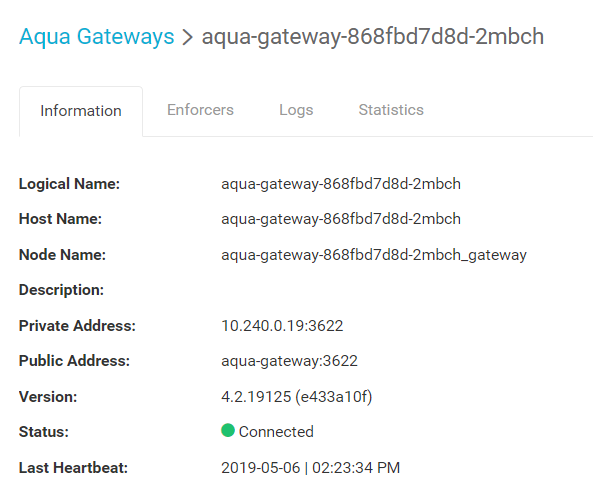 Aqua Gateways > aqua-gateway-868fbd7d8d-2mbch
Information Enforcers Logs Statistics
Logical Name: aqua-gateway-868fbd7d8d-2mbch
Host Name: aqua-gateway-868fbd7d8d-2mbch
Node Name: aqua-gateway-868fbd7d8d-2mbch_gateway
Description:
Private Address: 10.240.0.19:3622
Public Address: aqua-gateway:3622
Version: 4.2.19125 (e433a10f)
Status: Connected
Last Heartbeat: 2019-05-06 | 02:23:34 PM